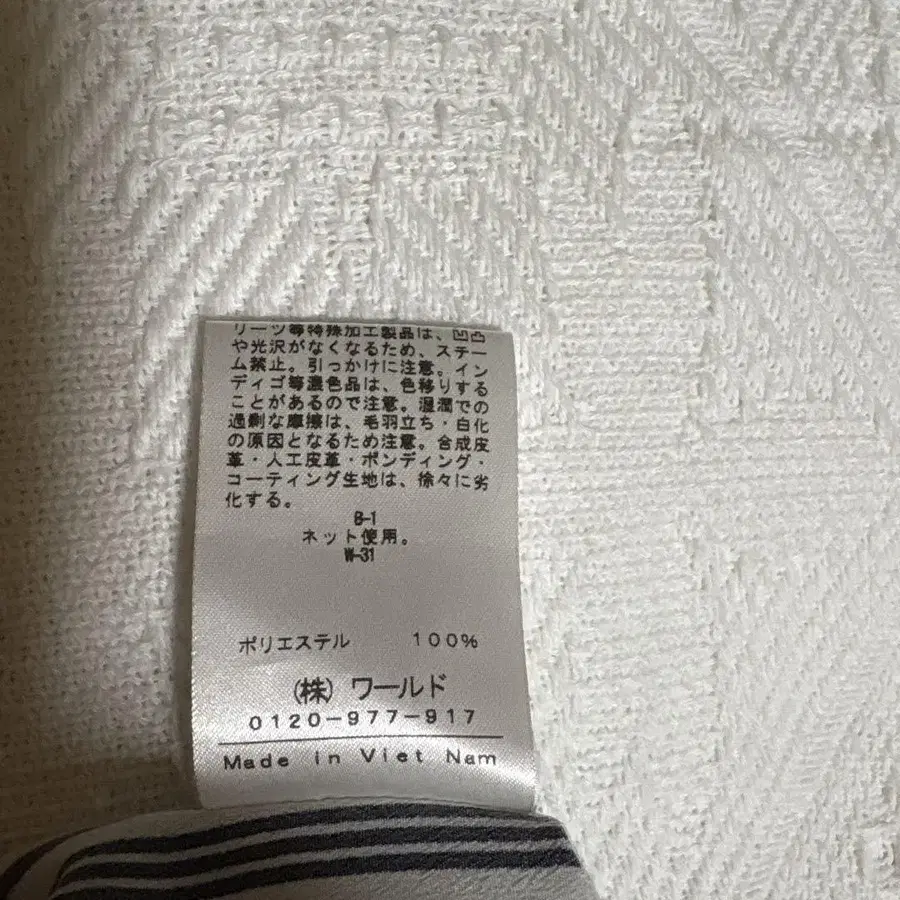 リーツ等特殊加工製品は、凹凸
や光沢がなくなるため、スチー
ム禁止。引っかけに注意。イン
ディゴ等濃色品は、色移りする
ことがあるので注意。湿潤での
過剰な摩擦は、毛羽立ち・白化
の原因となるため注意。合成皮
革・人工皮革・ボンディング・
コーティング生地は、徐々に劣
化する。
B-1
ネット使用。
W-31
ポリエステル 100%
(株)ワールド
0120-977-917
Made in Viet Nam